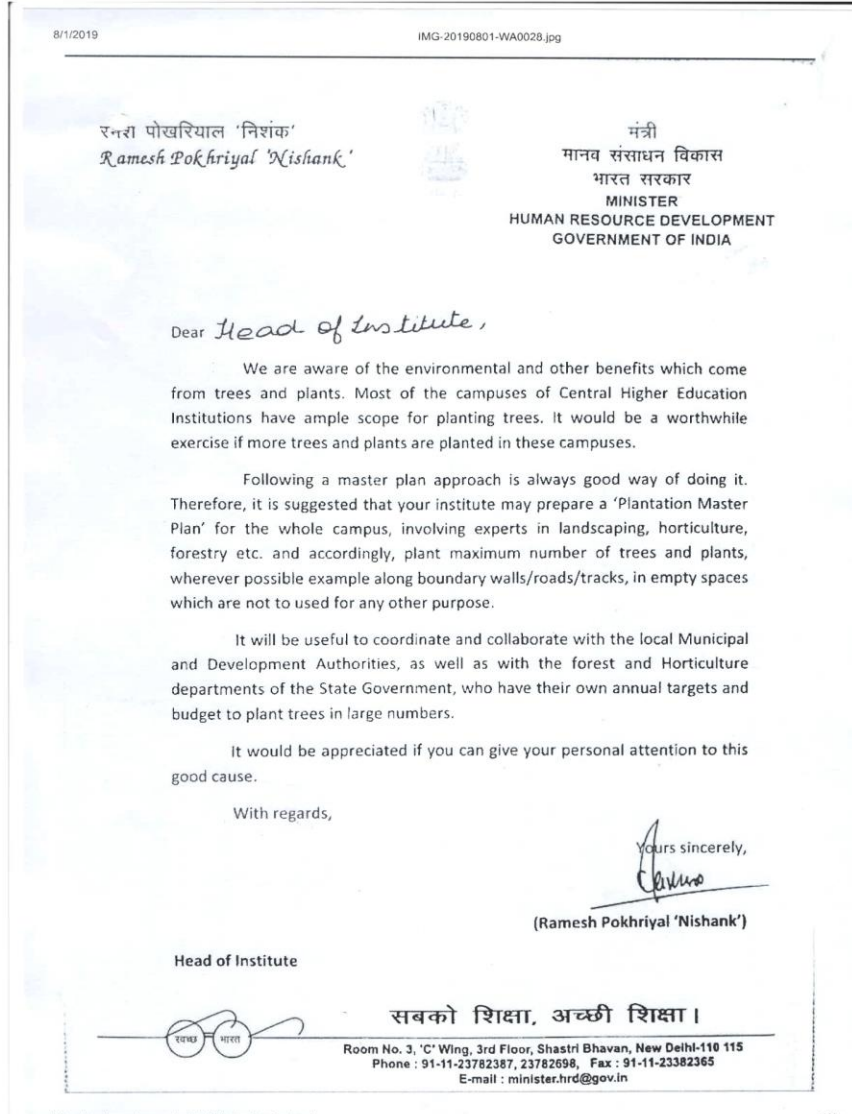 8/1/2019
IMG-20190801-WA0028.jpg
पोखरियाल 'निशंक'
Ramesh Pokhriyal 'Nishank'
मंत्री
मानव संसाधन विकास
भारत सरकार
MINISTER
HUMAN RESOURCE DEVELOPMENT
GOVERNMENT OF INDIA
Dear Head of Institute,
We are aware of the environmental and other benefits which come
from trees and plants. Most of the campuses of Central Higher Education
Institutions have ample scope for planting trees. It would be a worthwhile
exercise if more trees and plants are planted in these campuses.
Following a master plan approach is always good way of doing it.
Therefore, it is suggested that your institute may prepare a 'Plantation Master
Plan' for the whole campus, involving experts in landscaping, horticulture,
forestry etc. and accordingly, plant maximum number of trees and plants,
wherever possible example along boundary walls/roads/tracks, in empty spaces
which are not to used for any other purpose.
It will be useful to coordinate and collaborate with the local Municipal
and Development Authorities, as well as with the forest and Horticulture
departments of the State Government, who have their own annual targets and
budget to plant trees in large numbers.
It would be appreciated if you can give your personal attention to this
good cause.
With regards,
Yours sincerely,
(Ramesh Pokhriyal 'Nishank')
Head of Institute
स्वच्छ भारत
सबको शिक्षा, अच्छी शिक्षा।
Room No. 3, 'C' Wing, 3rd Floor, Shastri Bhavan, New Delhi-110 115
Phone : 91-11-23782387, 23782698, Fax : 91-11-23382365
E-mail : minister.hrd@gov.in